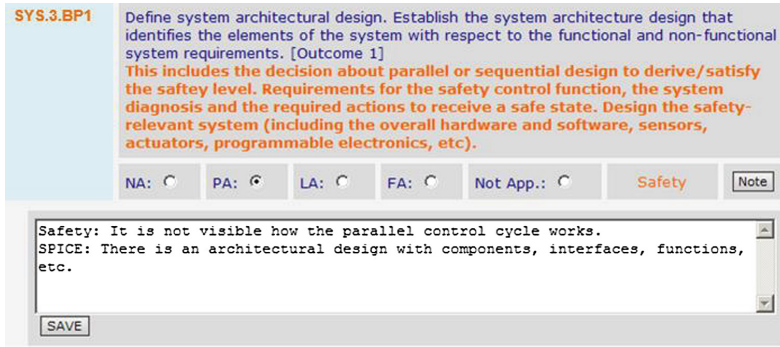 SYS.3.BP1
Define system architectural design. Establish the system architecture design that
identifies the elements of the system with respect to the functional and non-functional
system requirements. [Outcome 1]
This includes the decision about parallel or sequential design to derive/satisfy
the saftey level. Requirements for the safety control function, the system
diagnosis and the required actions to receive a safe state. Design the safety-
relevant system (including the overall hardware and software, sensors,
actuators, programmable electronics, etc).
NA: PA: LA: FA: Not App.: Safety Note
Safety: It is not visible how the parallel control cycle works.
SPICE: There is an architectural design with components, interfaces, functions,
etc.
SAVE